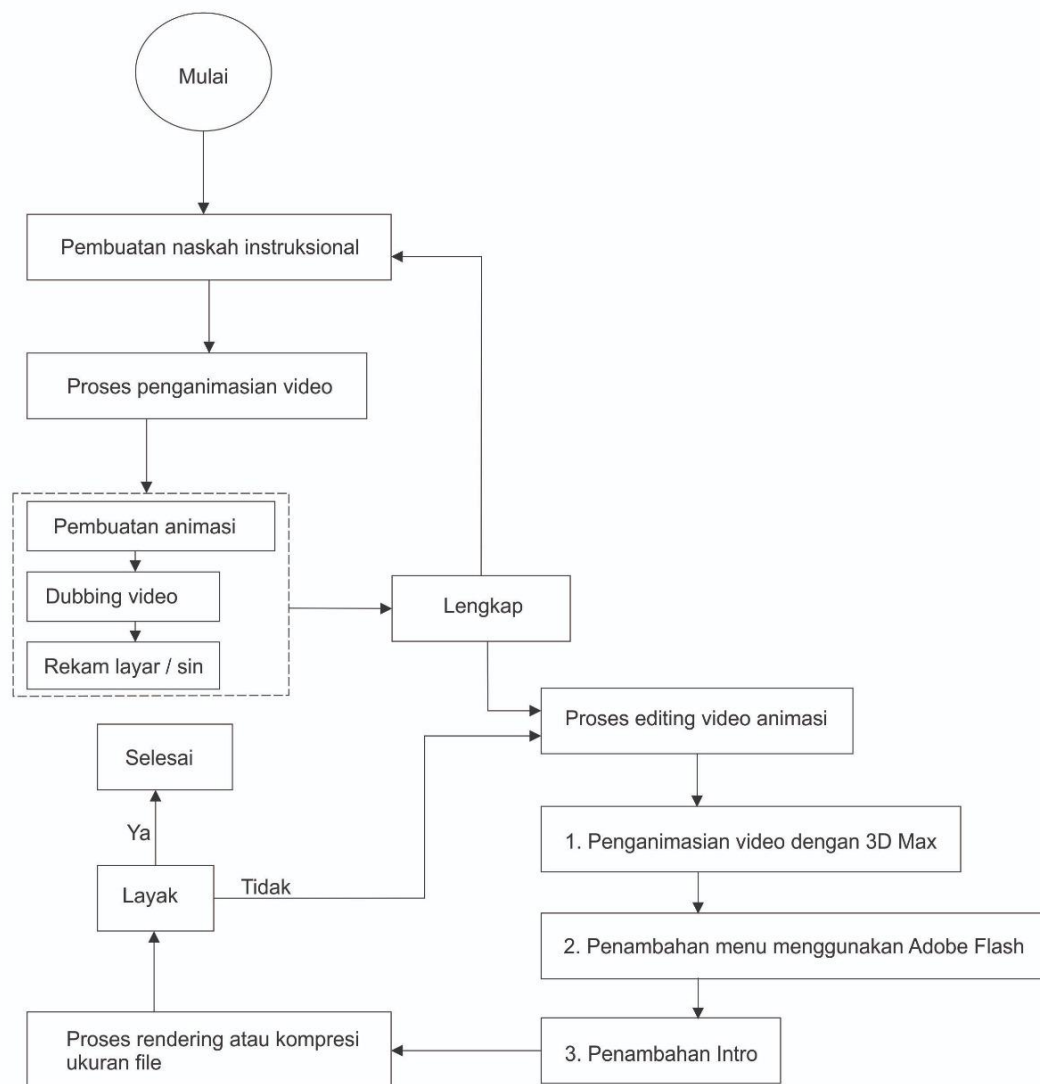 Mulai
Pembuatan naskah instruksional
Proses penganimasian video
Pembuatan animasi
Dubbing video
Rekam layar / sin
Lengkap
Proses editing video animasi
Selesai
Ya
1. Penganimasian video dengan 3D Max
Layak
Tidak
2. Penambahan menu menggunakan Adobe Flash
Proses rendering atau kompresi
ukuran file
3. Penambahan Intro